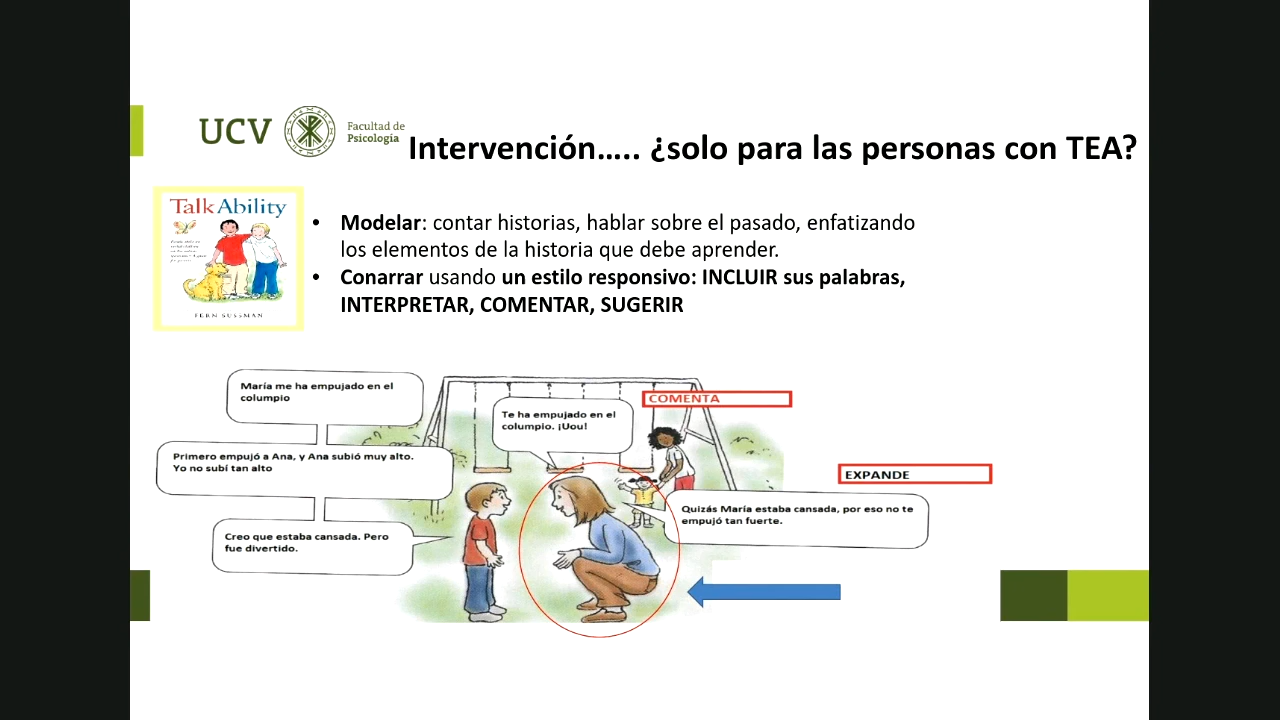 UCV
Facultad de
Psicología
Intervención….. ¿solo para las personas con TEA?
TalkAbility
FERN SUSSMAN
• Modelar: contar historias, hablar sobre el pasado, enfatizando
los elementos de la historia que debe aprender.
• Conarrar usando un estilo responsivo: INCLUIR sus palabras,
INTERPRETAR, COMENTAR, SUGERIR
María me ha empujado en el
columpio
Te ha empujado en el
columpio. ¡Uou!
COMENTA
Primero empujó a Ana, y Ana subió muy alto.
Yo no subí tan alto
EXPANDE
Quizás María estaba cansada, por eso no te
empujó tan fuerte.
Creo que estaba cansada. Pero
fue divertido.